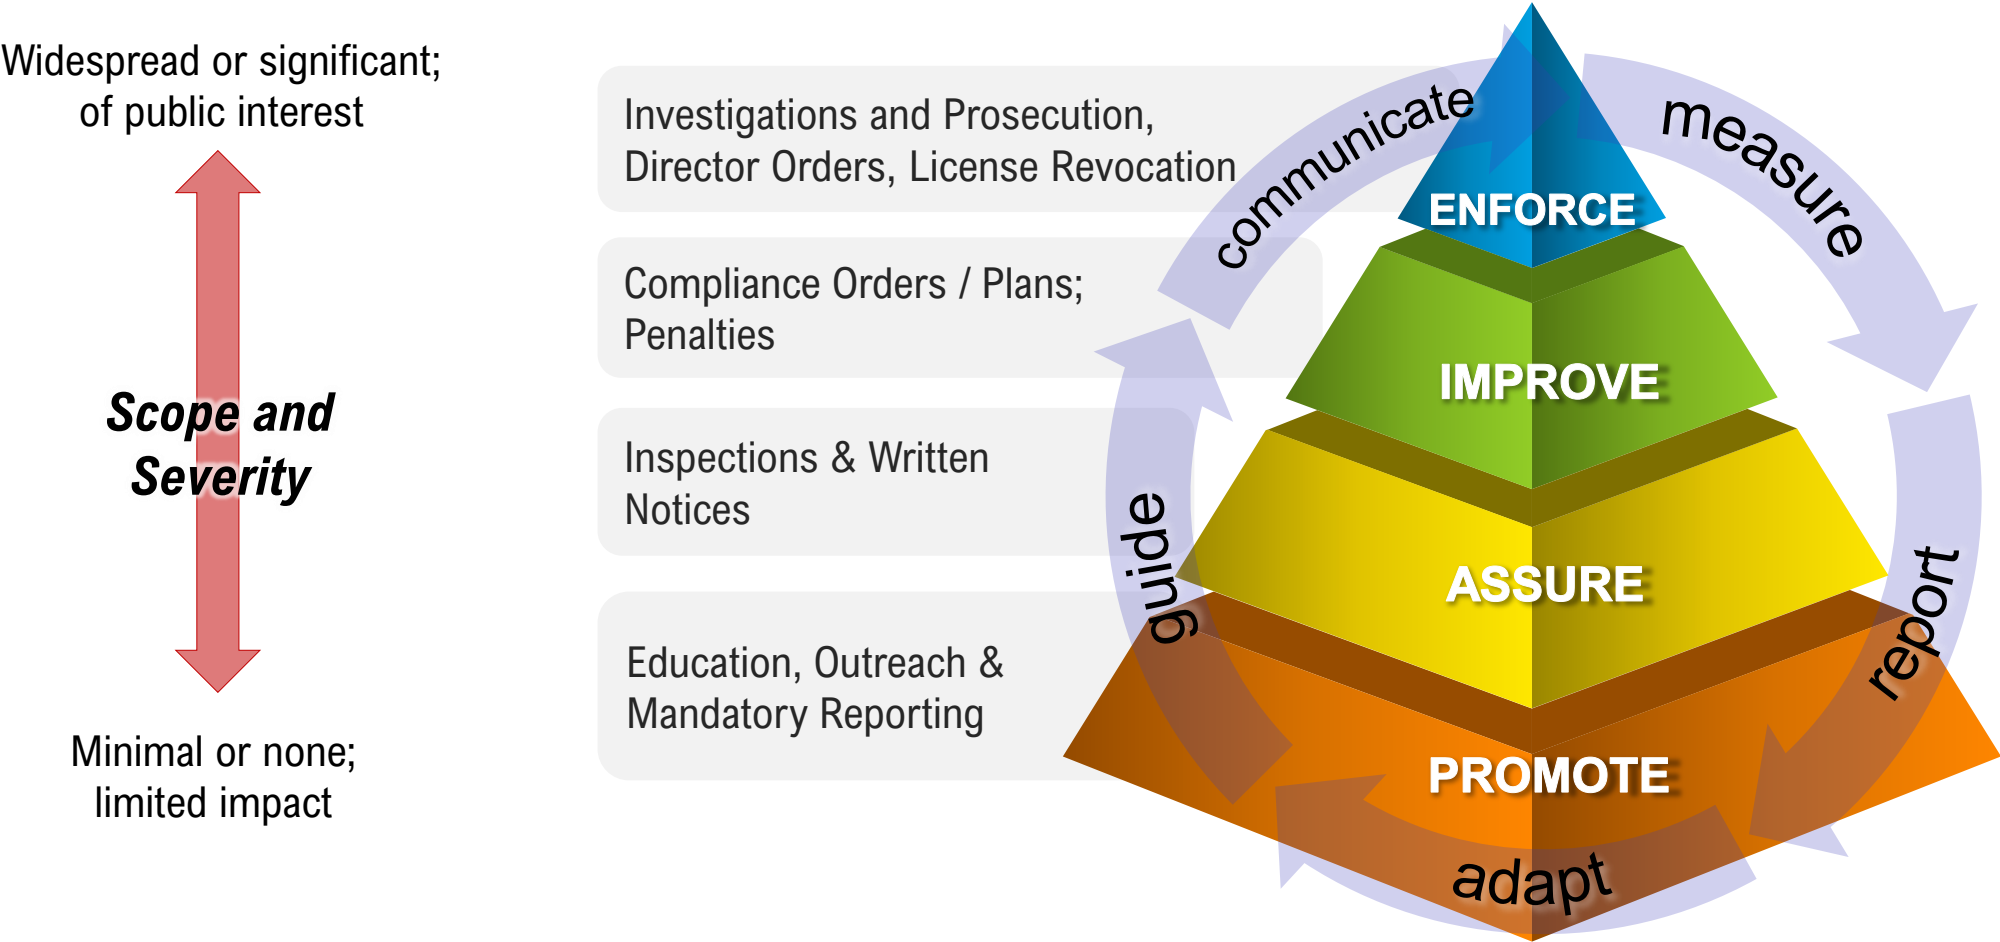 Widespread or significant;
of public interest
Scope and
Severity
Minimal or none;
limited impact
Investigations and Prosecution,
Director Orders, License Revocation
Compliance Orders / Plans;
Penalties
Inspections & Written
Notices
Education, Outreach &
Mandatory Reporting
ENFORCE
IMPROVE
ASSURE
PROMOTE
communicate
measure
report
adapt
guide